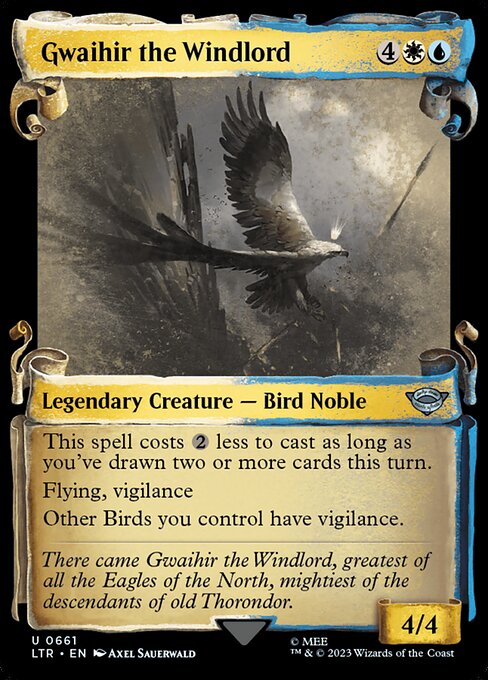 Gwaihir the Windlord 4
Legendary Creature — Bird Noble
This spell costs 2 less to cast as long as
you've drawn two or more cards this turn.
Flying, vigilance
Other Birds you control have vigilance.
There came Gwaihir the Windlord, greatest of
all the Eagles of the North, mightiest of the
descendants of old Thorondor.
4/4
U 0661
LTR • EN Axel Sauerwald
© MEE
™ & © 2023 Wizards of the Coast